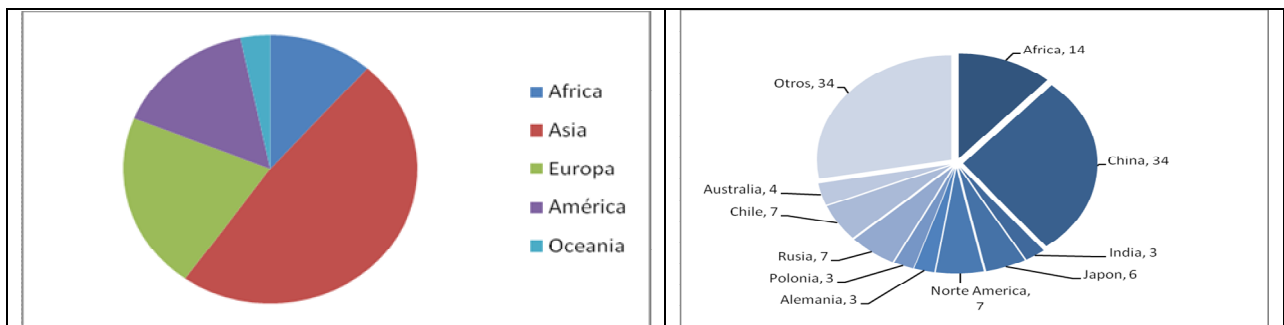 Africa
Asia
Europa
América
Oceania
Africa, 14
Otros, 34
China, 34
Australia, 4
Chile, 7
India, 3
Rusia, 7
Japon, 6
Polonia, 3
Norte America,
7
Alemania, 3